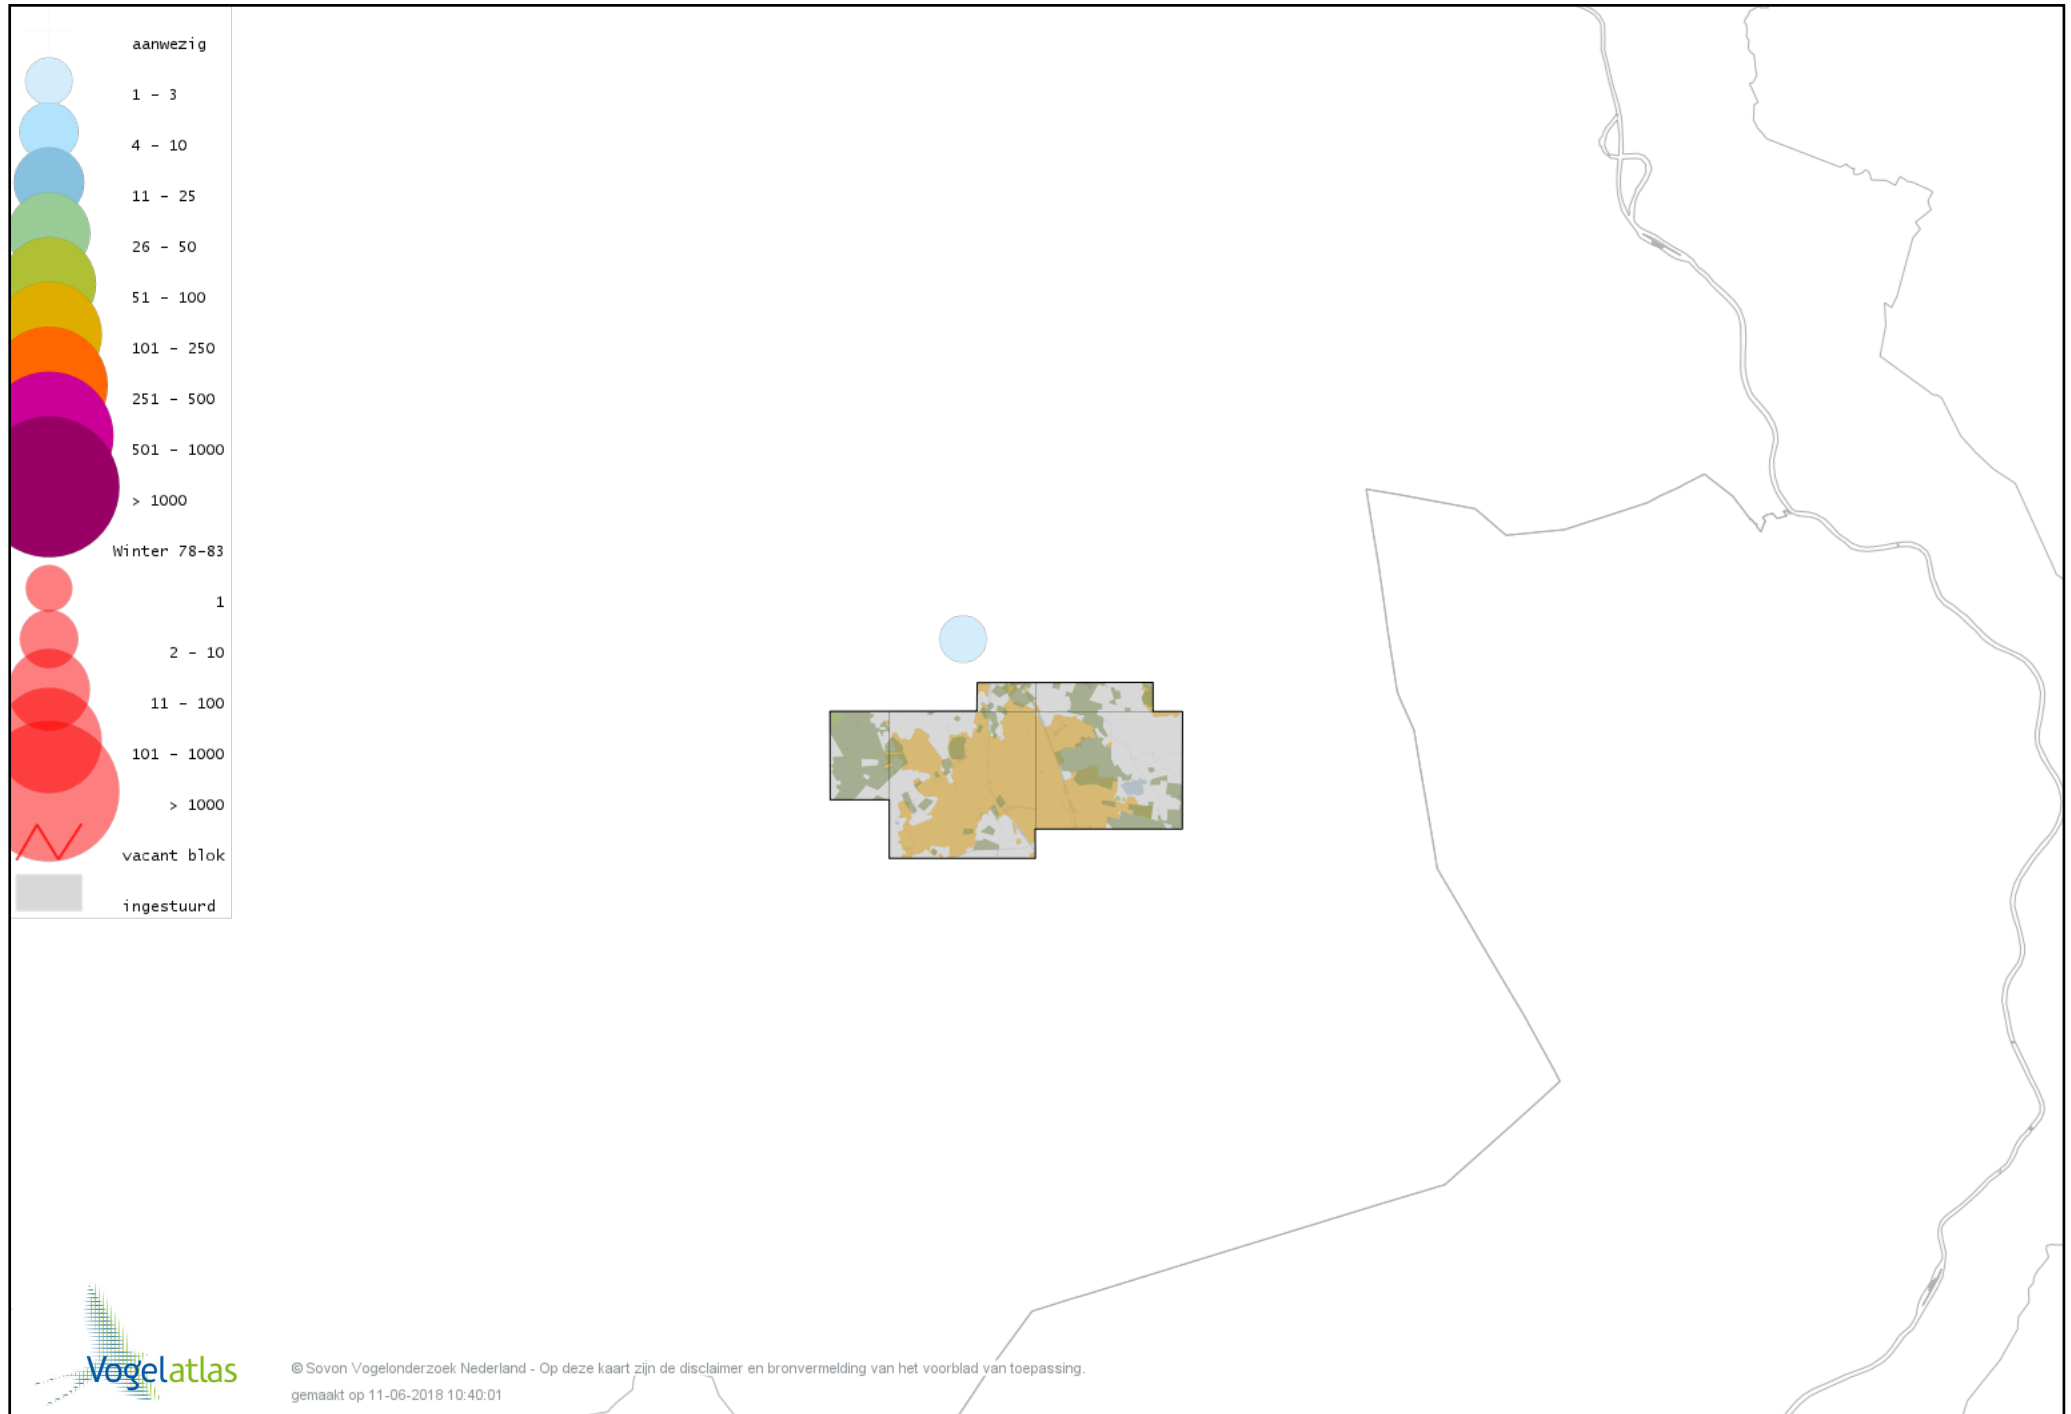 aanwezig
1 - 3
4 - 10
11 - 25
26 - 50
51 - 100
101 - 250
251 - 500
501 - 1000
> 1000
Winter 78-83
1
2 - 10
11 - 100
101 - 1000
> 1000
vacant blok
ingestuurd
Vogelatlas
© Sovon Vogelonderzoek Nederland - Op deze kaart zijn de disclaimer en bronvermelding van het voorblad van toepassing.
gemaakt op 11-06-2018 10:40:01